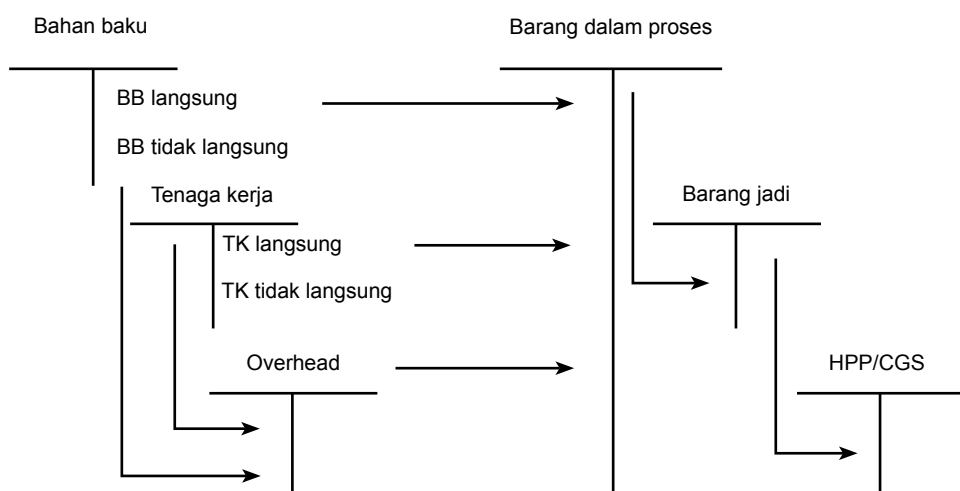 Bahan baku
Barang dalam proses
BB langsung
BB tidak langsung
Tenaga kerja
Barang jadi
TK langsung
TK tidak langsung
Overhead
HPP/CGS